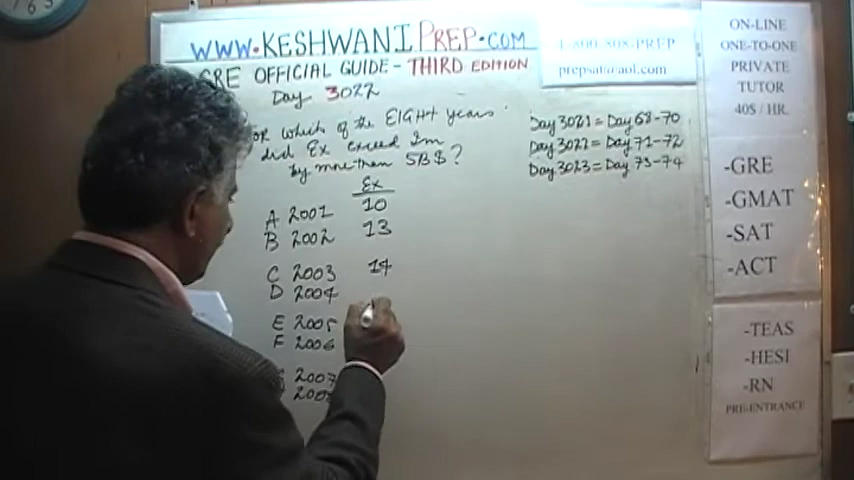 WWW.KESHWANIPREP.COM
GRE OFFICIAL GUIDE - THIRD EDITION
Day 3022
OR which of the EIGHt years
did Ex exceed Im
by more than 5B$?
Ex
A 2001 10
B 2002 13
C 2003 14
D 2004
E 2005
F 2006
2007
2008
1-800-808-PREP
prepsat@aol.com
Day 3021 = Day 68-70
Day 3022 = Day 71-72
Day 3023 = Day 73-74
ON-LINE
ONE-TO-ONE
PRIVATE
TUTOR
40$ / HR.
-GRE
-GMAT
-SAT
-ACT
-TEAS
-HESI
-RN
PRE-ENTRANCE